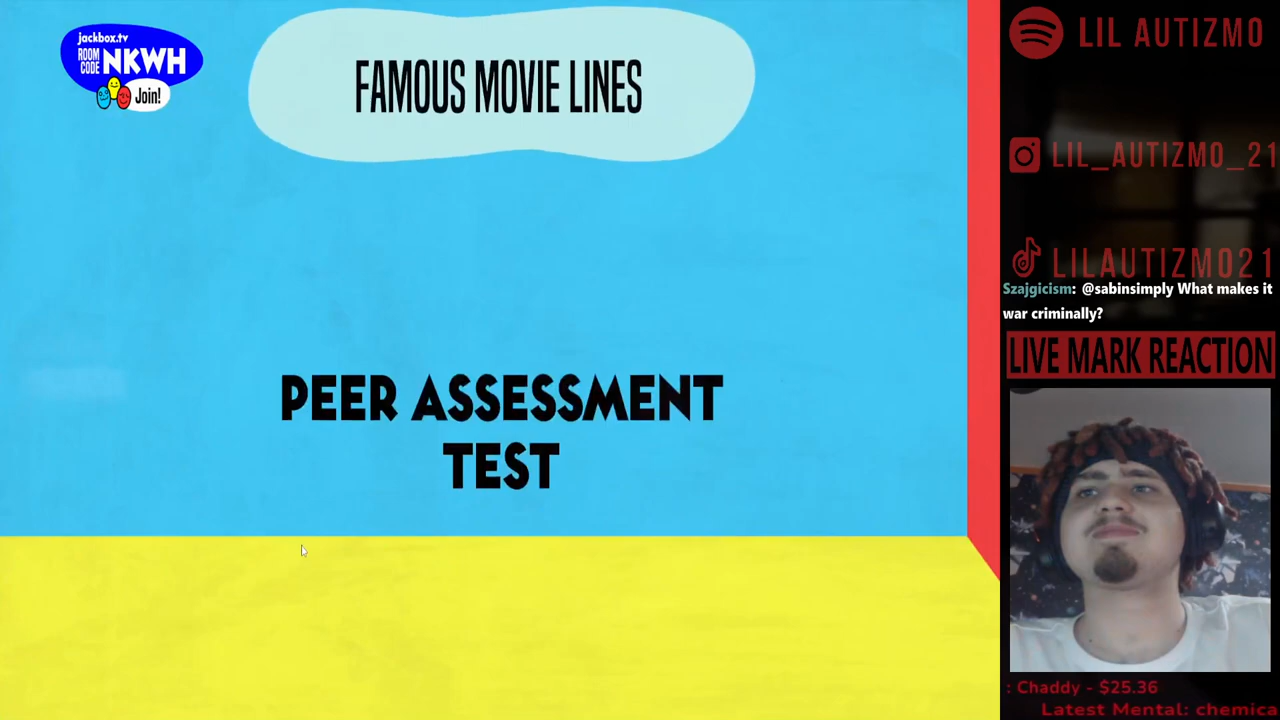 jackbox.tv
ROOM CODE NKWH
Join!
FAMOUS MOVIE LINES
PEER ASSESSMENT
TEST
LIL AUTIZMO
LIL_AUTIZMO_21
LILAUTIZMO21
Szajgicism: @sabinsimply What makes it
war criminally?
LIVE MARK REACTION
: Chaddy - $25.36
Latest Mental: chemica